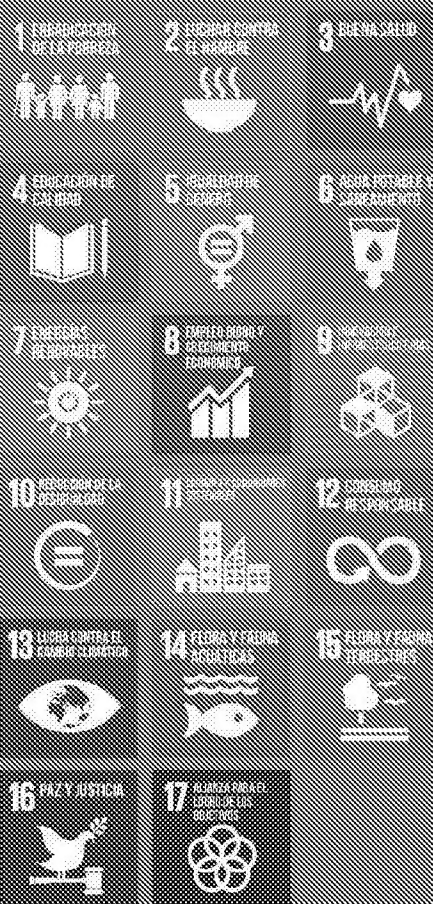 1 ERRADICACIÓN
DE LA POBREZA
2 LUCHAR CONTRA
EL HAMBRE
3 BUENA SALUD
4 EDUCACIÓN DE
CALIDAD
5 IGUALDAD DE
GÉNERO
6 AGUA POTABLE Y
SANEAMIENTO
7 ENERGÍAS
RENOVABLES
8 EMPLEO DIGNO Y
CRECIMIENTO
ECONÓMICO
9
10 REDUCCIÓN DE LA
DESIGUALDAD
11
12 CONSUMO
RESPONSABLE
13 LUCHA CONTRA EL
CAMBIO CLIMÁTICO
14 FLORA Y FAUNA
ACUÁTICAS
15 FLORA Y FAUNA
TERRESTRES
16 PAZ Y JUSTICIA
17 ALIANZA PARA EL
LOGRO DE LOS
OBJETIVOS